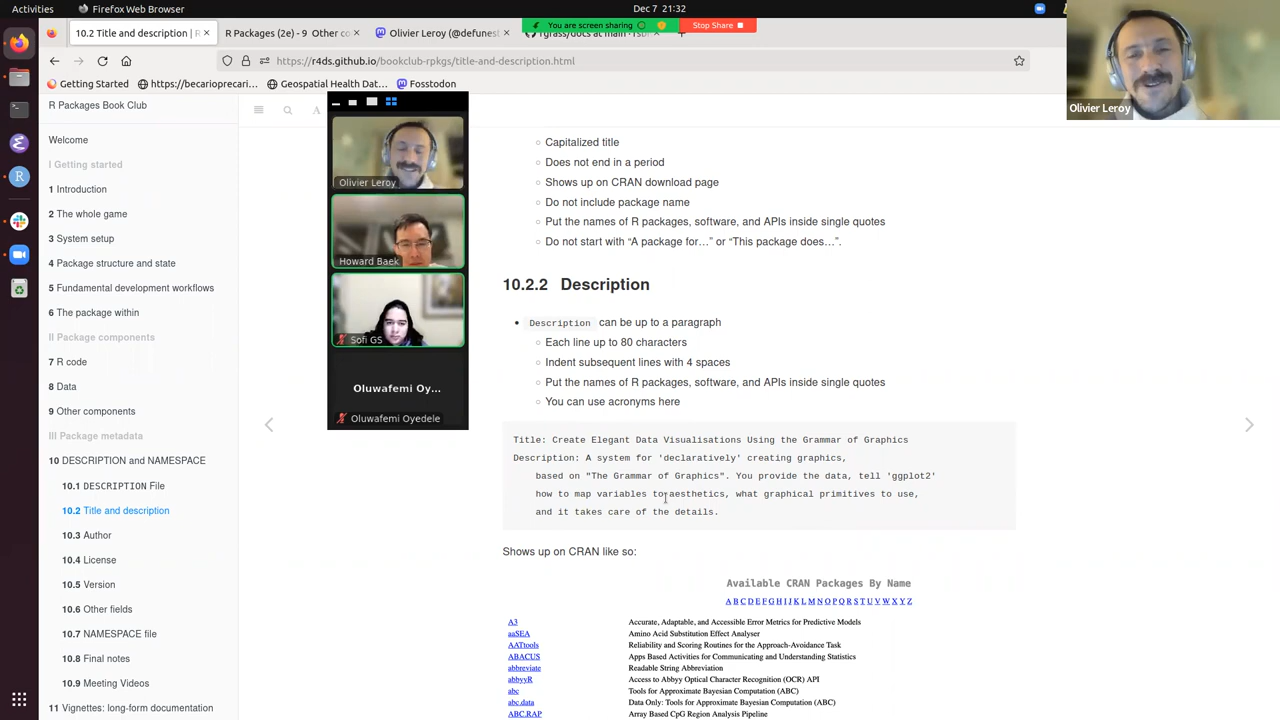 Activities
Firefox Web Browser
Dec 7 21:32
You are screen sharing
Stop Share
10.2 Title and description | R
R Packages (2e) - 9 Other co
Olivier Leroy (@defunes
rgrass/docs at main · rsb
https://r4ds.github.io/bookclub-rpkgs/title-and-description.html
Getting Started
https://becarioprecari...
Geospatial Health Dat...
Fosstodon
Olivier Leroy
R Packages Book Club
Welcome
I Getting started
1 Introduction
2 The whole game
3 System setup
4 Package structure and state
5 Fundamental development workflows
6 The package within
II Package components
7 R code
8 Data
9 Other components
III Package metadata
10 DESCRIPTION and NAMESPACE
10.1 DESCRIPTION File
10.2 Title and description
10.3 Author
10.4 License
10.5 Version
10.6 Other fields
10.7 NAMESPACE file
10.8 Final notes
10.9 Meeting Videos
11 Vignettes: long-form documentation
Olivier Leroy
Howard Baek
Sofi GS
Oluwafemi Oy...
Oluwafemi Oyedele
Capitalized title
Does not end in a period
Shows up on CRAN download page
Do not include package name
Put the names of R packages, software, and APIs inside single quotes
Do not start with “A package for…” or “This package does…”.
10.2.2 Description
Description can be up to a paragraph
Each line up to 80 characters
Indent subsequent lines with 4 spaces
Put the names of R packages, software, and APIs inside single quotes
You can use acronyms here
Title: Create Elegant Data Visualisations Using the Grammar of Graphics
Description: A system for 'declaratively' creating graphics,
based on "The Grammar of Graphics". You provide the data, tell 'ggplot2'
how to map variables to aesthetics, what graphical primitives to use,
and it takes care of the details.
Shows up on CRAN like so:
Available CRAN Packages By Name
A B C D E F G H I J K L M N O P Q R S T U V W X Y Z
A3 Accurate, Adaptable, and Accessible Error Metrics for Predictive Models
aaSEA Amino Acid Substitution Effect Analyser
AATtools Reliability and Scoring Routines for the Approach-Avoidance Task
ABACUS Apps Based Activities for Communicating and Understanding Statistics
abbreviate Readable String Abbreviation
abbyyR Access to Abbyy Optical Character Recognition (OCR) API
abc Tools for Approximate Bayesian Computation (ABC)
abc.data Data Only: Tools for Approximate Bayesian Computation (ABC)
ABC.RAP Array Based CpG Region Analysis Pipeline